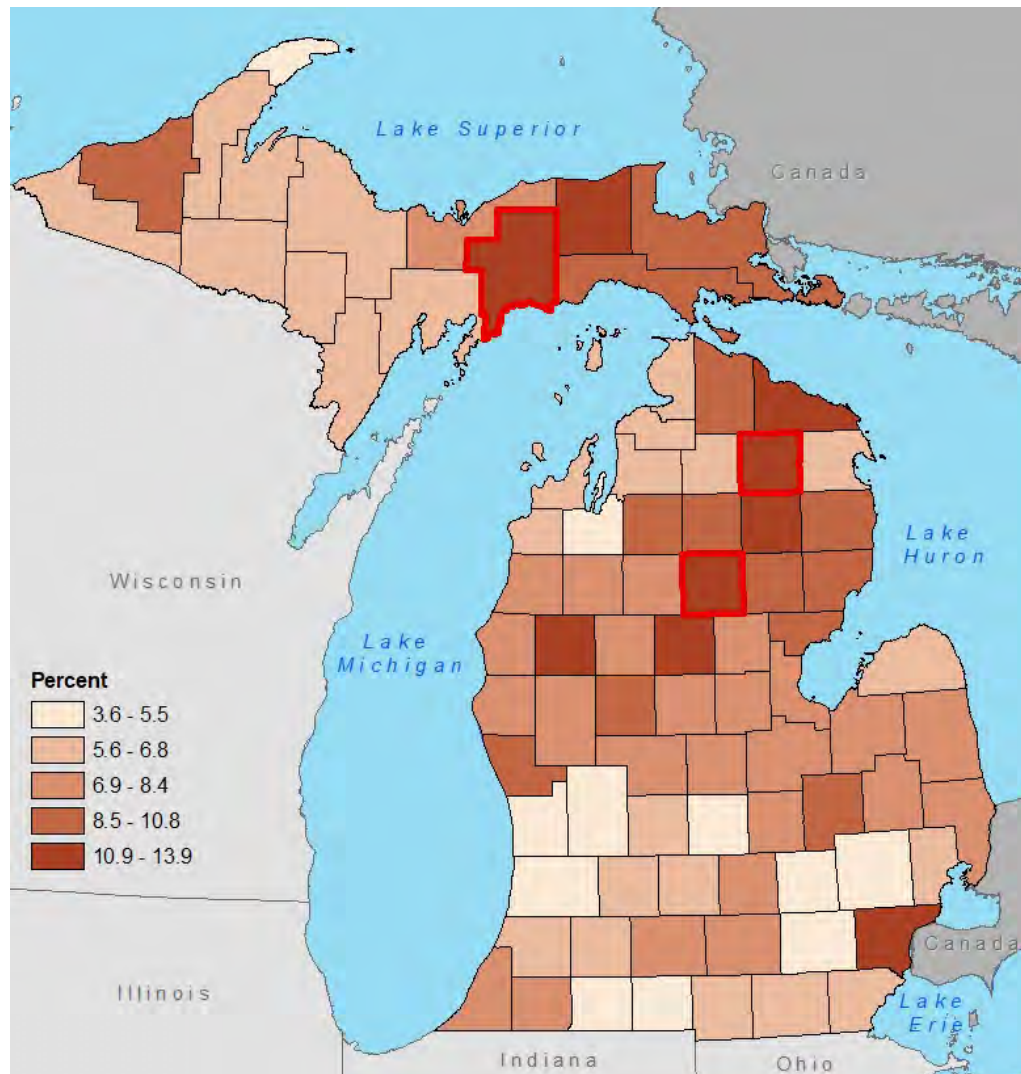 Lake Superior
Canada
Lake
Huron
Wisconsin
Lake
Michigan
Percent
3.6 - 5.5
5.6 - 6.8
6.9 - 8.4
8.5 - 10.8
10.9 - 13.9
Canada
Illinois
Lake
Erie
Indiana
Ohio